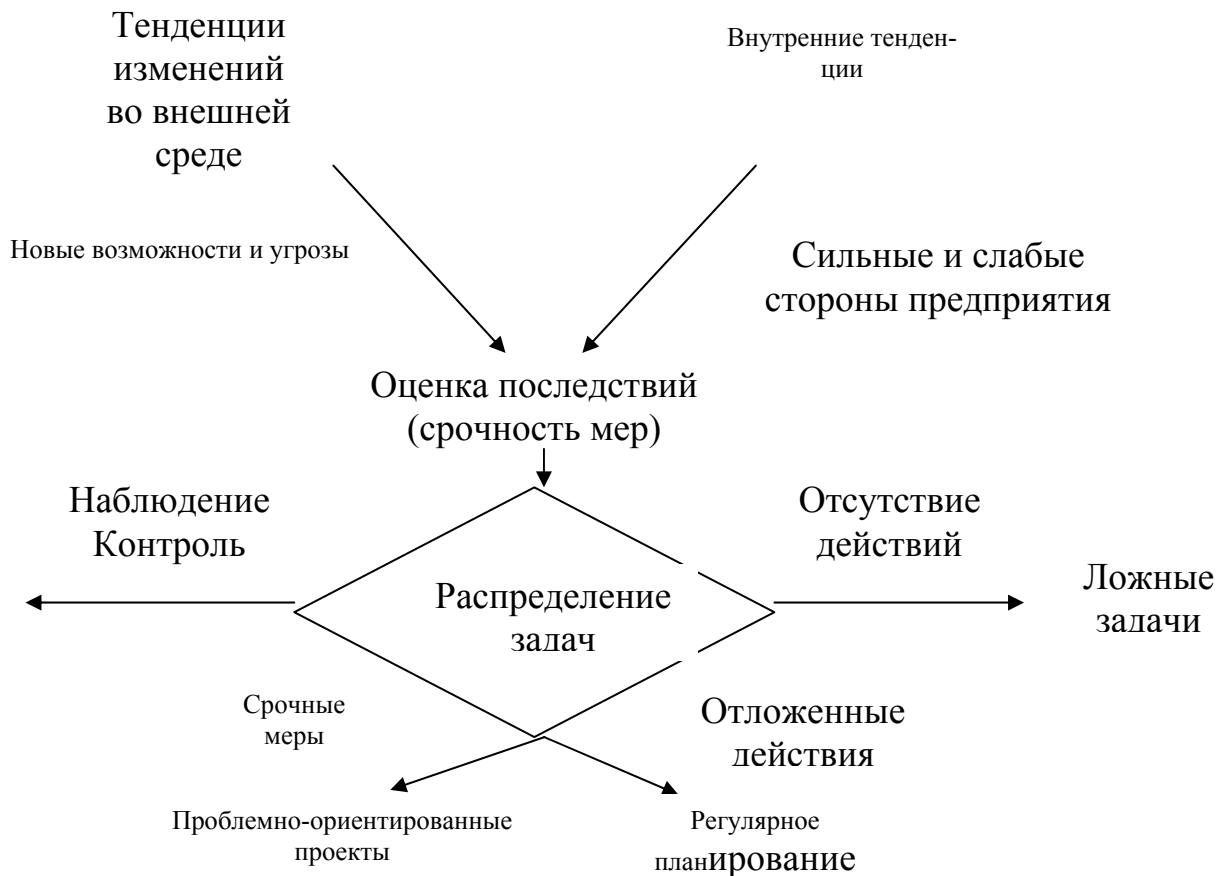 Тенденции
изменений
во внешней
среде
Внутренние тенден-
ции
Новые возможности и угрозы
Сильные и слабые
стороны предприятия
Оценка последствий
(срочность мер)
Наблюдение
Контроль
Отсутствие
действий
Распределение
задач
Ложные
задачи
Срочные
меры
Отложенные
действия
Проблемно-ориентированные
проекты
Регулярное
планирование